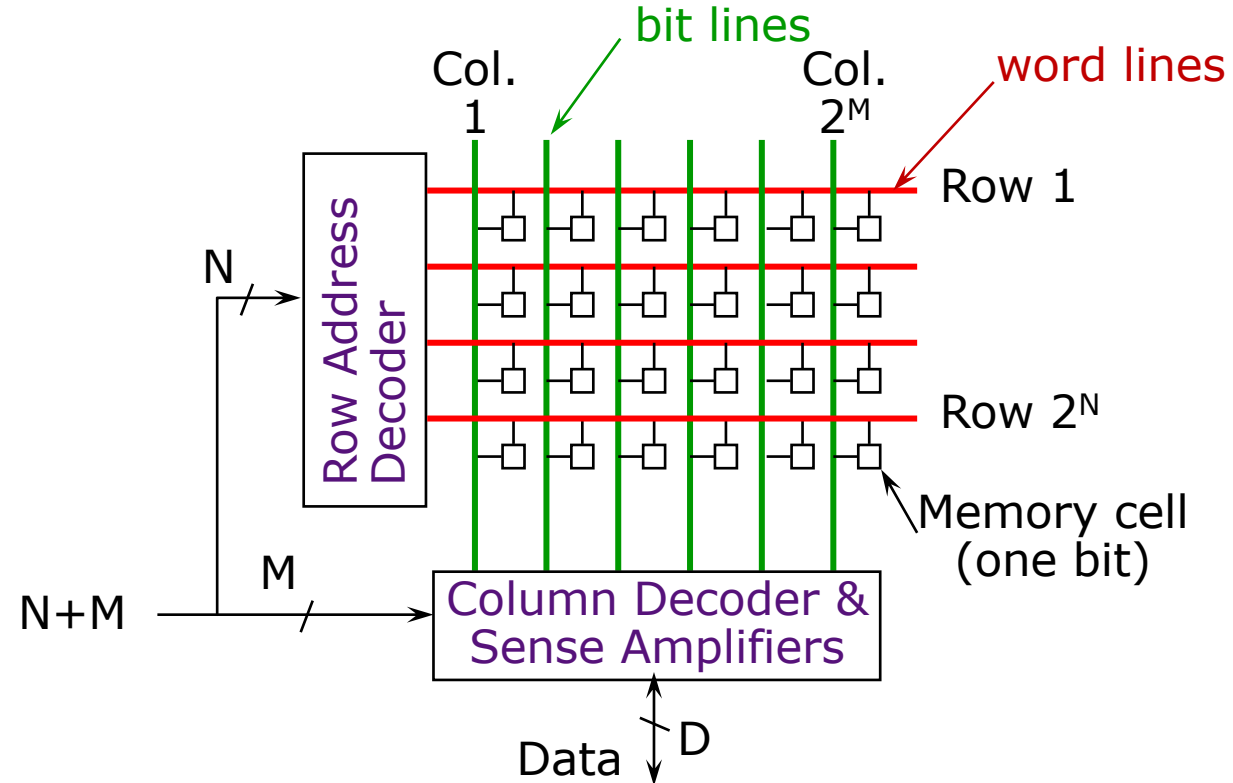 bit lines
Col.
1
Col.
2ᴹ
word lines
Row 1
Row Address
Decoder
N
Row 2ᴺ
Memory cell
(one bit)
M
N+M
Column Decoder &
Sense Amplifiers
D
Data